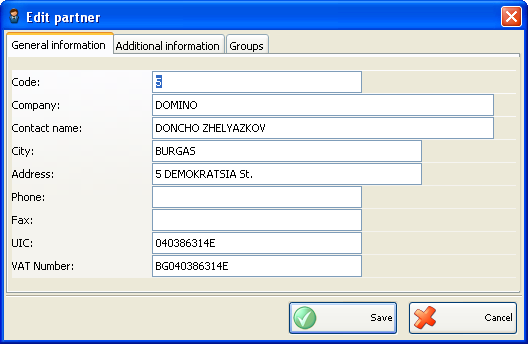 Edit partner
General information Additional information Groups
Code: 5
Company: DOMINO
Contact name: DONCHO ZHELYAZKOV
City: BURGAS
Address: 5 DEMOKRATSIA St.
Phone:
Fax:
UIC: 040386314E
VAT Number: BG040386314E
Save Cancel